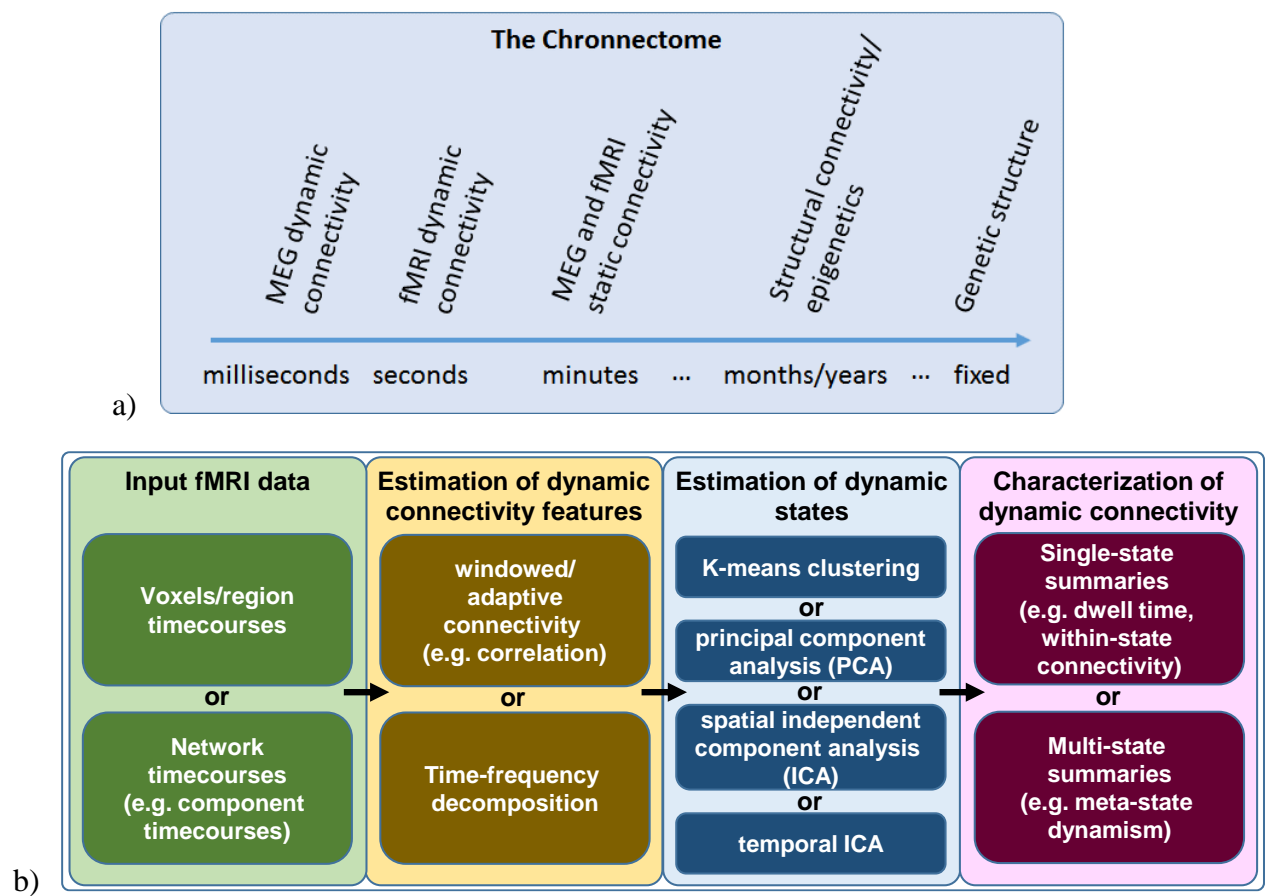 The Chronnectome
MEG dynamic
connectivity
fMRI dynamic
connectivity
MEG and fMRI
static connectivity
Structural connectivity/
epigenetics
Genetic structure
milliseconds seconds minutes ... months/years ... fixed
a)
Input fMRI data
Voxels/region
timecourses
or
Network
timecourses
(e.g. component
timecourses)
Estimation of dynamic
connectivity features
windowed/
adaptive
connectivity
(e.g. correlation)
or
Time-frequency
decomposition
Estimation of dynamic
states
K-means clustering
or
principal component
analysis (PCA)
or
spatial independent
component analysis
(ICA)
or
temporal ICA
Characterization of
dynamic connectivity
Single-state
summaries
(e.g. dwell time,
within-state
connectivity)
or
Multi-state
summaries
(e.g. meta-state
dynamism)
b)